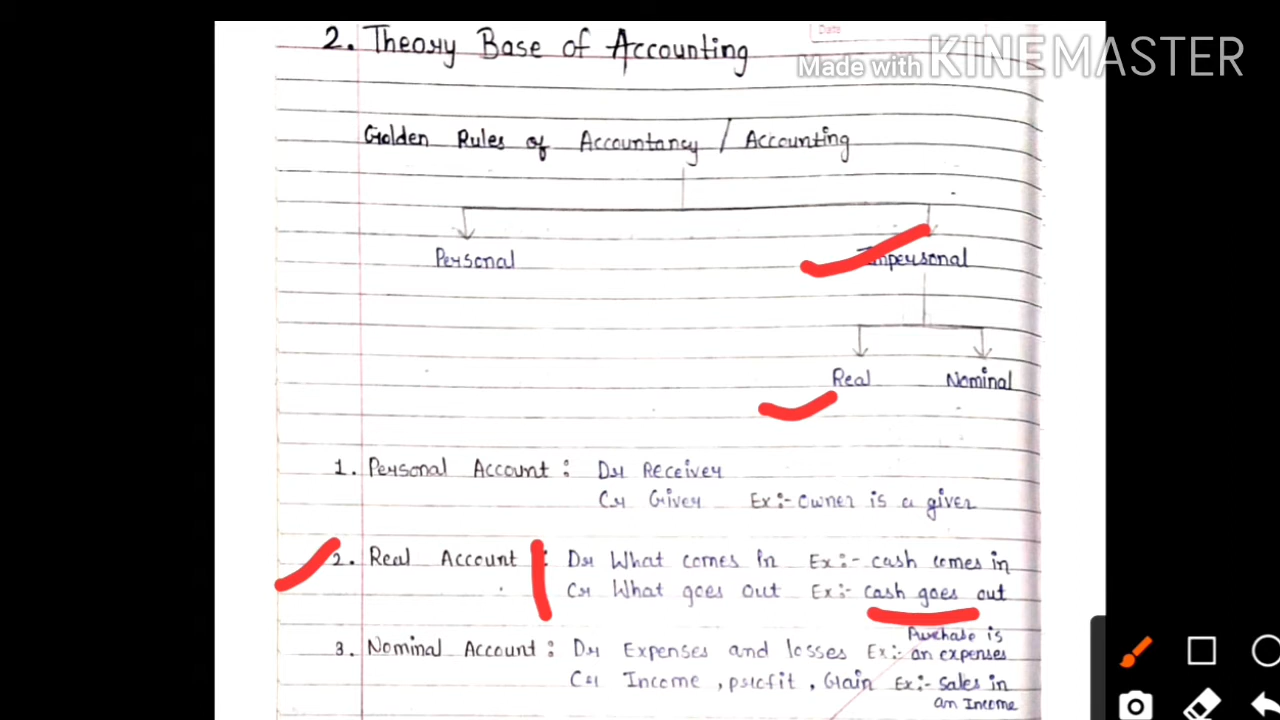 2. Theory Base of Accounting
Date
Made with KINEMASTER
Golden Rules of Accountancy / Accounting
Personal Impersonal
Real Nominal
1. Personal Account : Dr Receiver
Cr Giver Ex:- Owner is a giver
2. Real Account : Dr What comes in Ex:- cash comes in
Cr What goes out Ex:- cash goes out
3. Nominal Account : Dr Expenses and losses Ex:- Purchase is an expenses
Cr Income , profit , Gain Ex:- Sales in
an Income